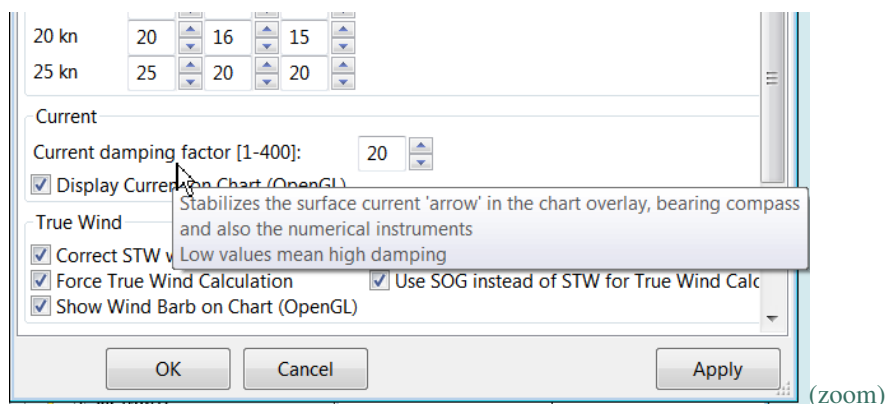 20 kn 20 16 15
25 kn 25 20 20
Current
Current damping factor [1-400]: 20
Display Current on Chart (OpenGL)
Stabilizes the surface current 'arrow' in the chart overlay, bearing compass
and also the numerical instruments
Low values mean high damping
True Wind
Correct STW
Force True Wind Calculation Use SOG instead of STW for True Wind Calc
Show Wind Barb on Chart (OpenGL)
OK Cancel Apply
(zoom)